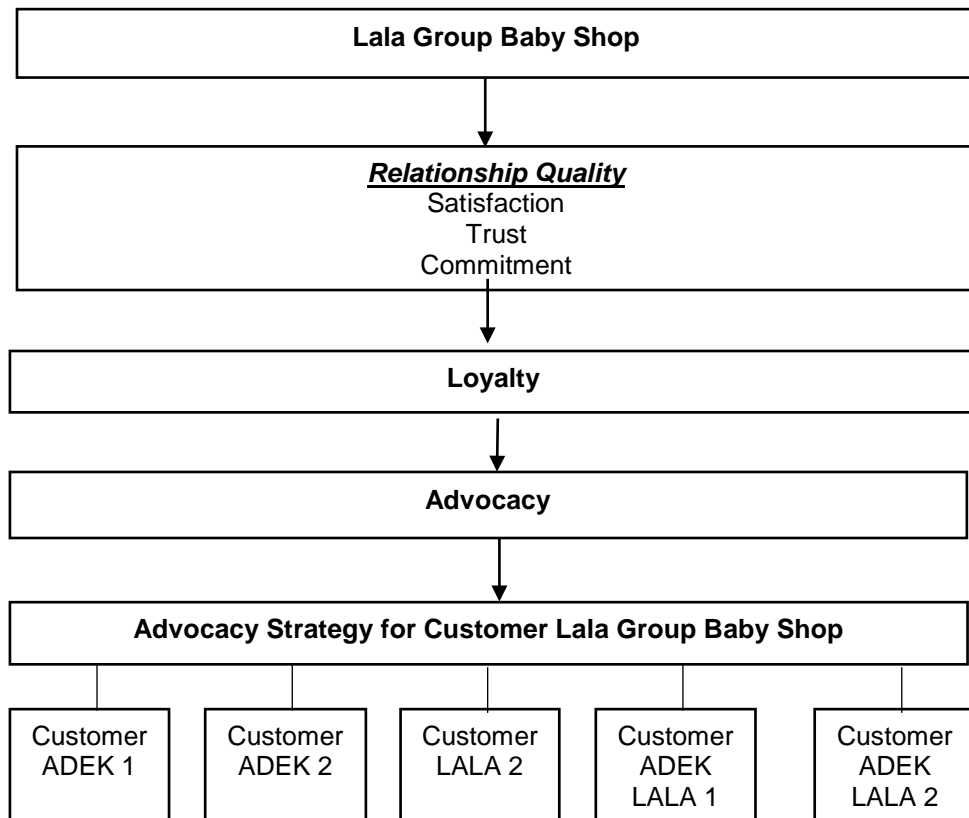 Lala Group Baby Shop
Relationship Quality
Satisfaction
Trust
Commitment
Loyalty
Advocacy
Advocacy Strategy for Customer Lala Group Baby Shop
Customer
ADEK 1
Customer
ADEK 2
Customer
LALA 2
Customer
ADEK
LALA 1
Customer
ADEK
LALA 2